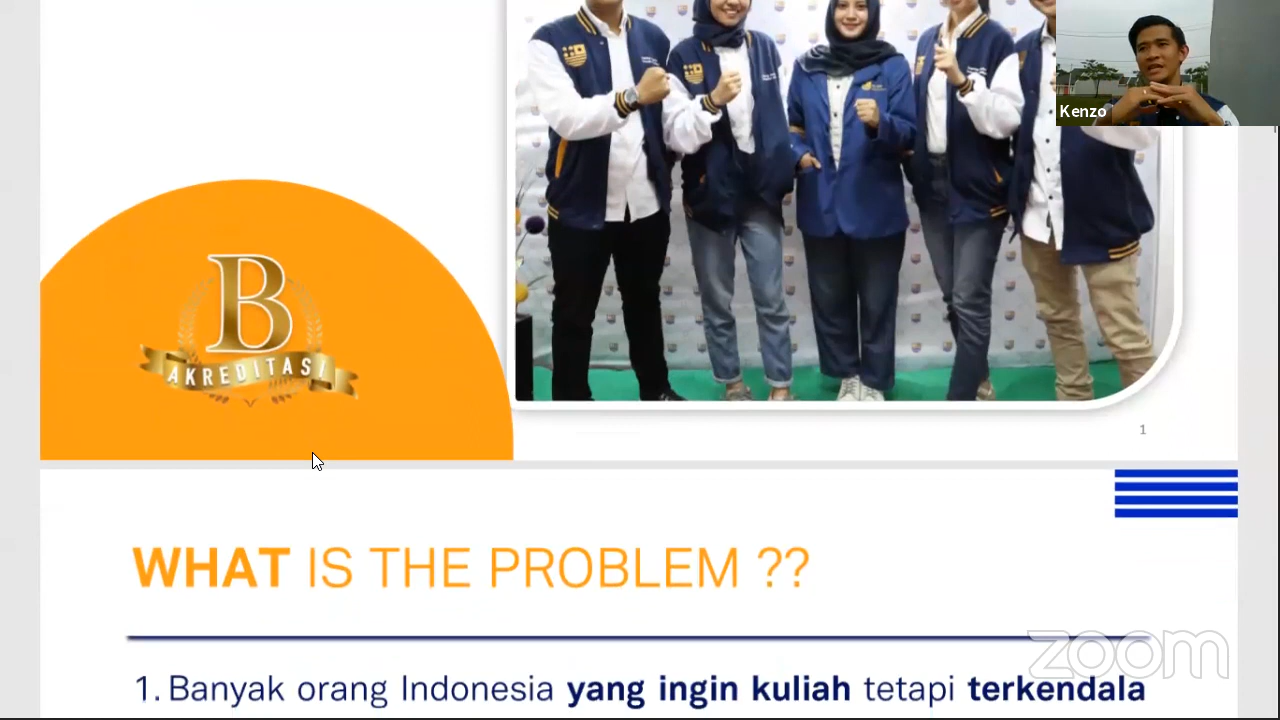 Kenzo
B
AKREDITASI
1
WHAT IS THE PROBLEM ??
zoom
1. Banyak orang Indonesia yang ingin kuliah tetapi terkendala